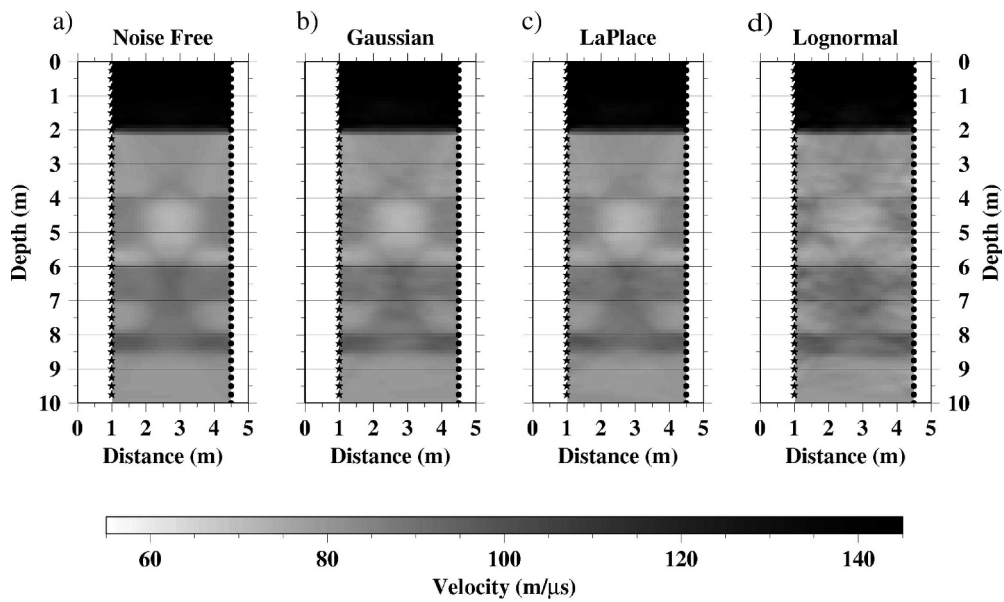 a) b) c) d)
Noise Free Gaussian LaPlace Lognormal
0 0
1 1
2 2
3 3
4 4
5 5
6 6
7 7
8 8
9 9
10 10
Depth (m) Depth (m)
0 1 2 3 4 5 0 1 2 3 4 5 0 1 2 3 4 5 0 1 2 3 4 5
Distance (m) Distance (m) Distance (m) Distance (m)
60 80 100 120 140
Velocity (m/μs)